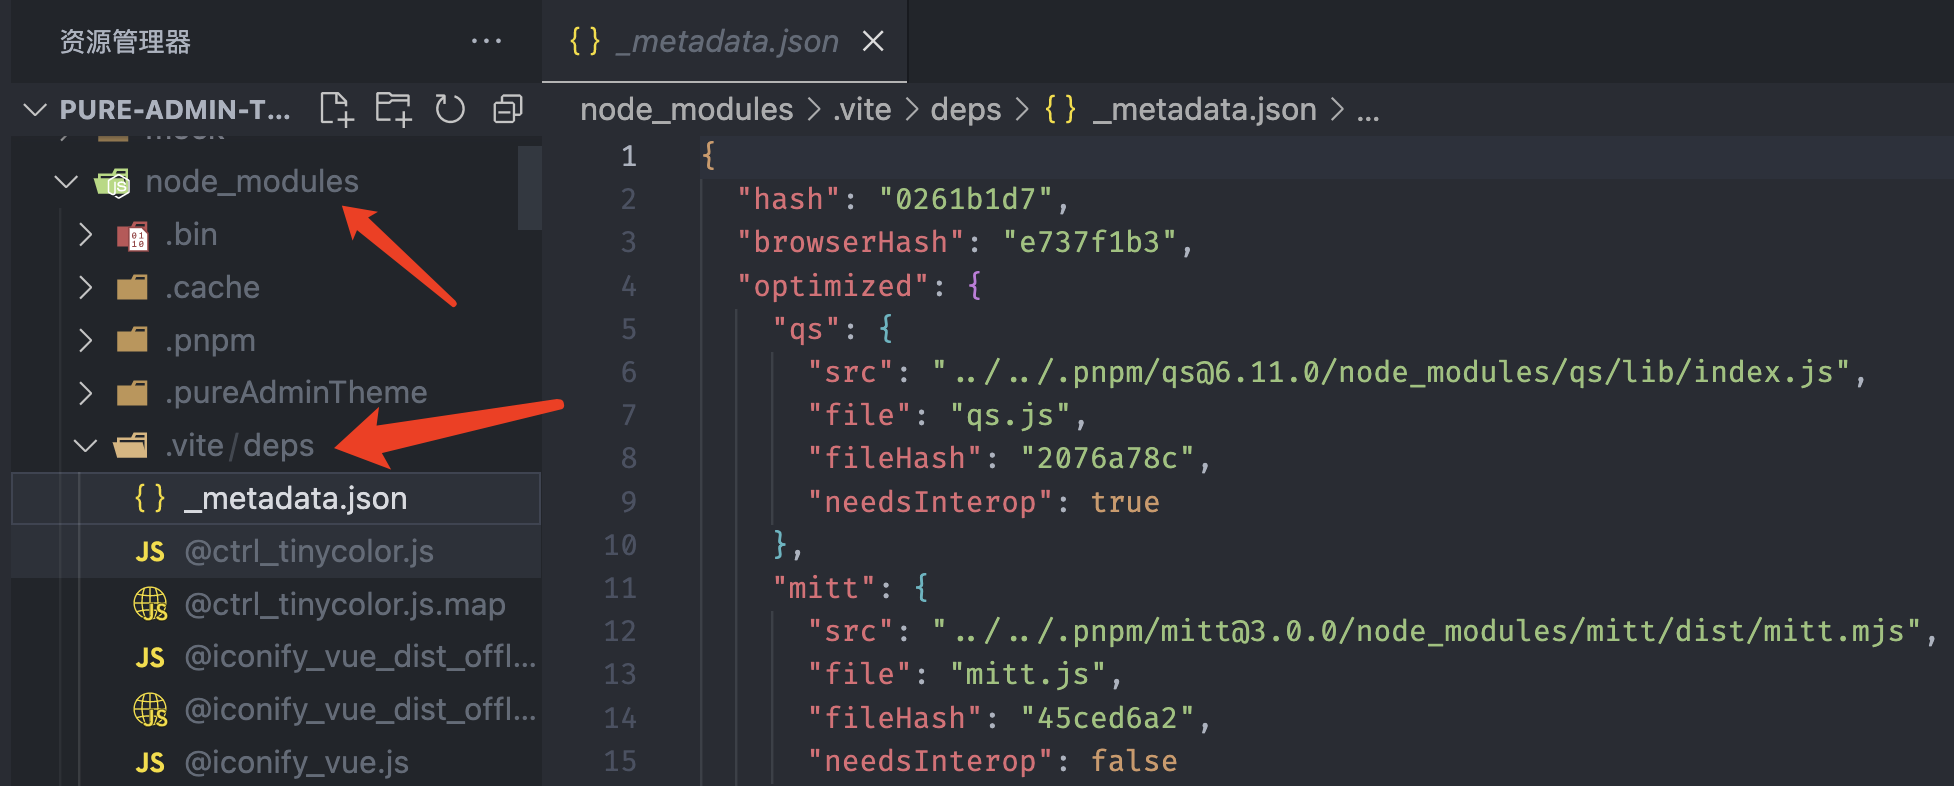 资源管理器
PURE-ADMIN-T...
mock
node_modules
.bin
.cache
.pnpm
.pureAdminTheme
.vite/deps
{} _metadata.json
JS @ctrl_tinycolor.js
JS @ctrl_tinycolor.js.map
JS @iconify_vue_dist_offl...
JS @iconify_vue_dist_offl...
JS @iconify_vue.js
{} _metadata.json
node_modules > .vite > deps > {} _metadata.json > ...
1 {
2 "hash": "0261b1d7",
3 "browserHash": "e737f1b3",
4 "optimized": {
5 "qs": {
6 "src": "../../.pnpm/qs@6.11.0/node_modules/qs/lib/index.js",
7 "file": "qs.js",
8 "fileHash": "2076a78c",
9 "needsInterop": true
10 },
11 "mitt": {
12 "src": "../../.pnpm/mitt@3.0.0/node_modules/mitt/dist/mitt.mjs",
13 "file": "mitt.js",
14 "fileHash": "45ced6a2",
15 "needsInterop": false